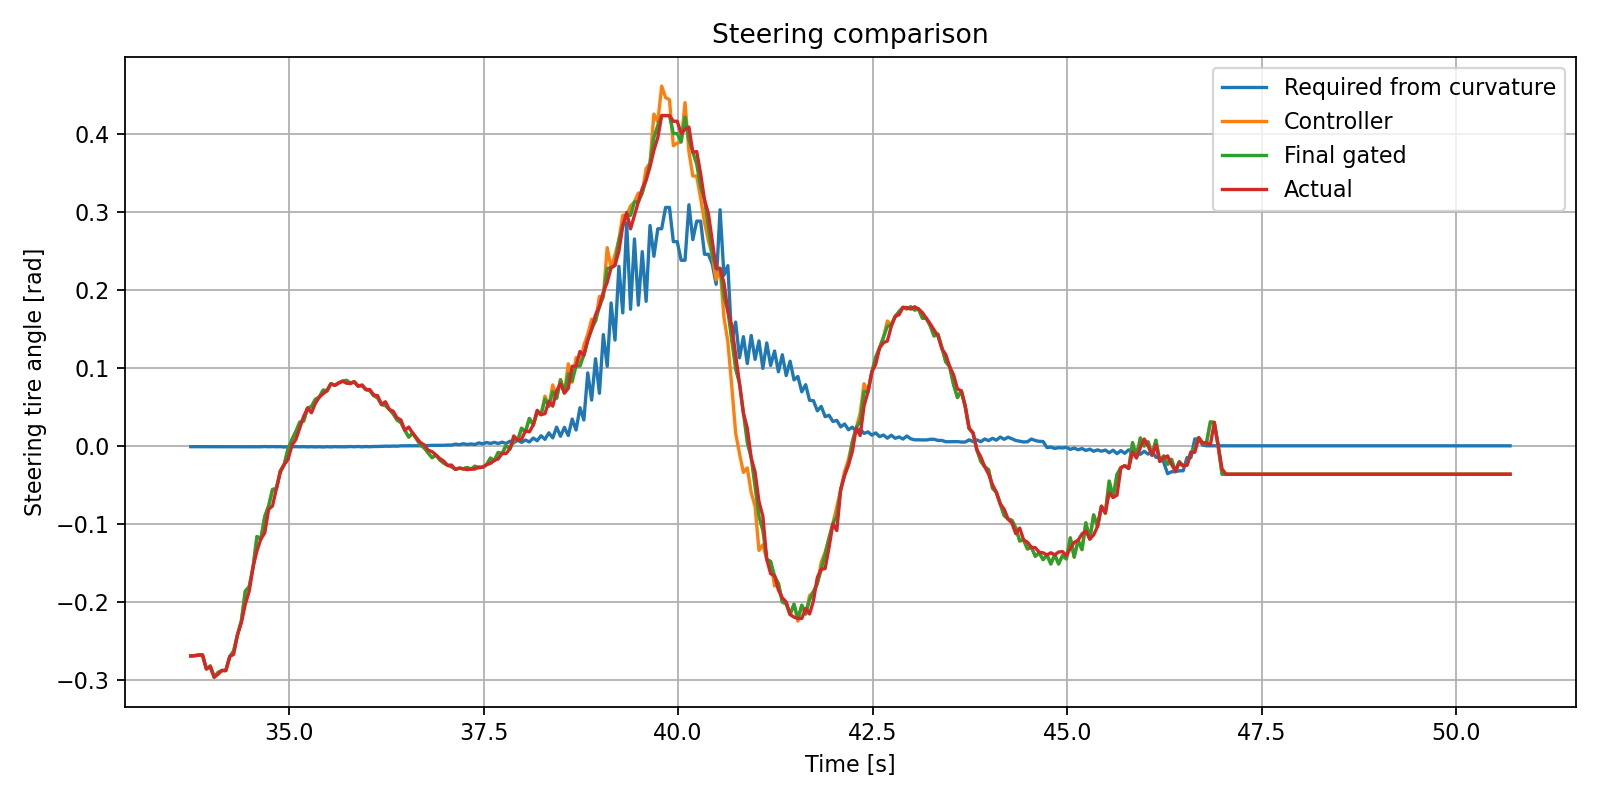 Steering comparison
Required from curvature
Controller
Final gated
Actual
Steering tire angle [rad]
0.4
0.3
0.2
0.1
0.0
−0.1
−0.2
−0.3
35.0 37.5 40.0 42.5 45.0 47.5 50.0
Time [s]